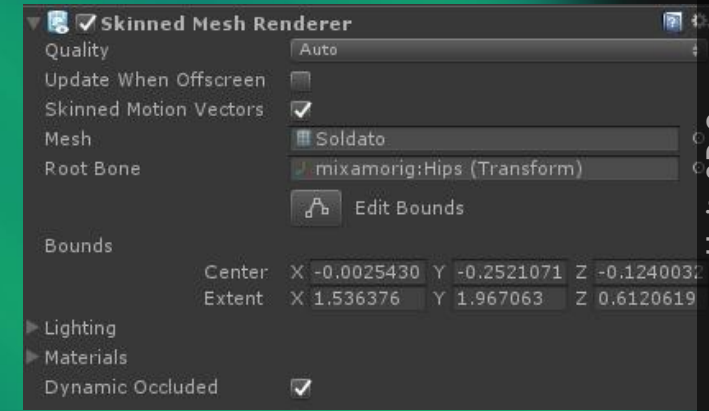 Skinned Mesh Renderer
Quality Auto
Update When Offscreen
Skinned Motion Vectors
Mesh Soldato
Root Bone mixamorig:Hips (Transform)
Edit Bounds
Bounds
Center X -0.0025430 Y -0.2521071 Z -0.1240032
Extent X 1.536376 Y 1.967063 Z 0.6120619
Lighting
Materials
Dynamic Occluded